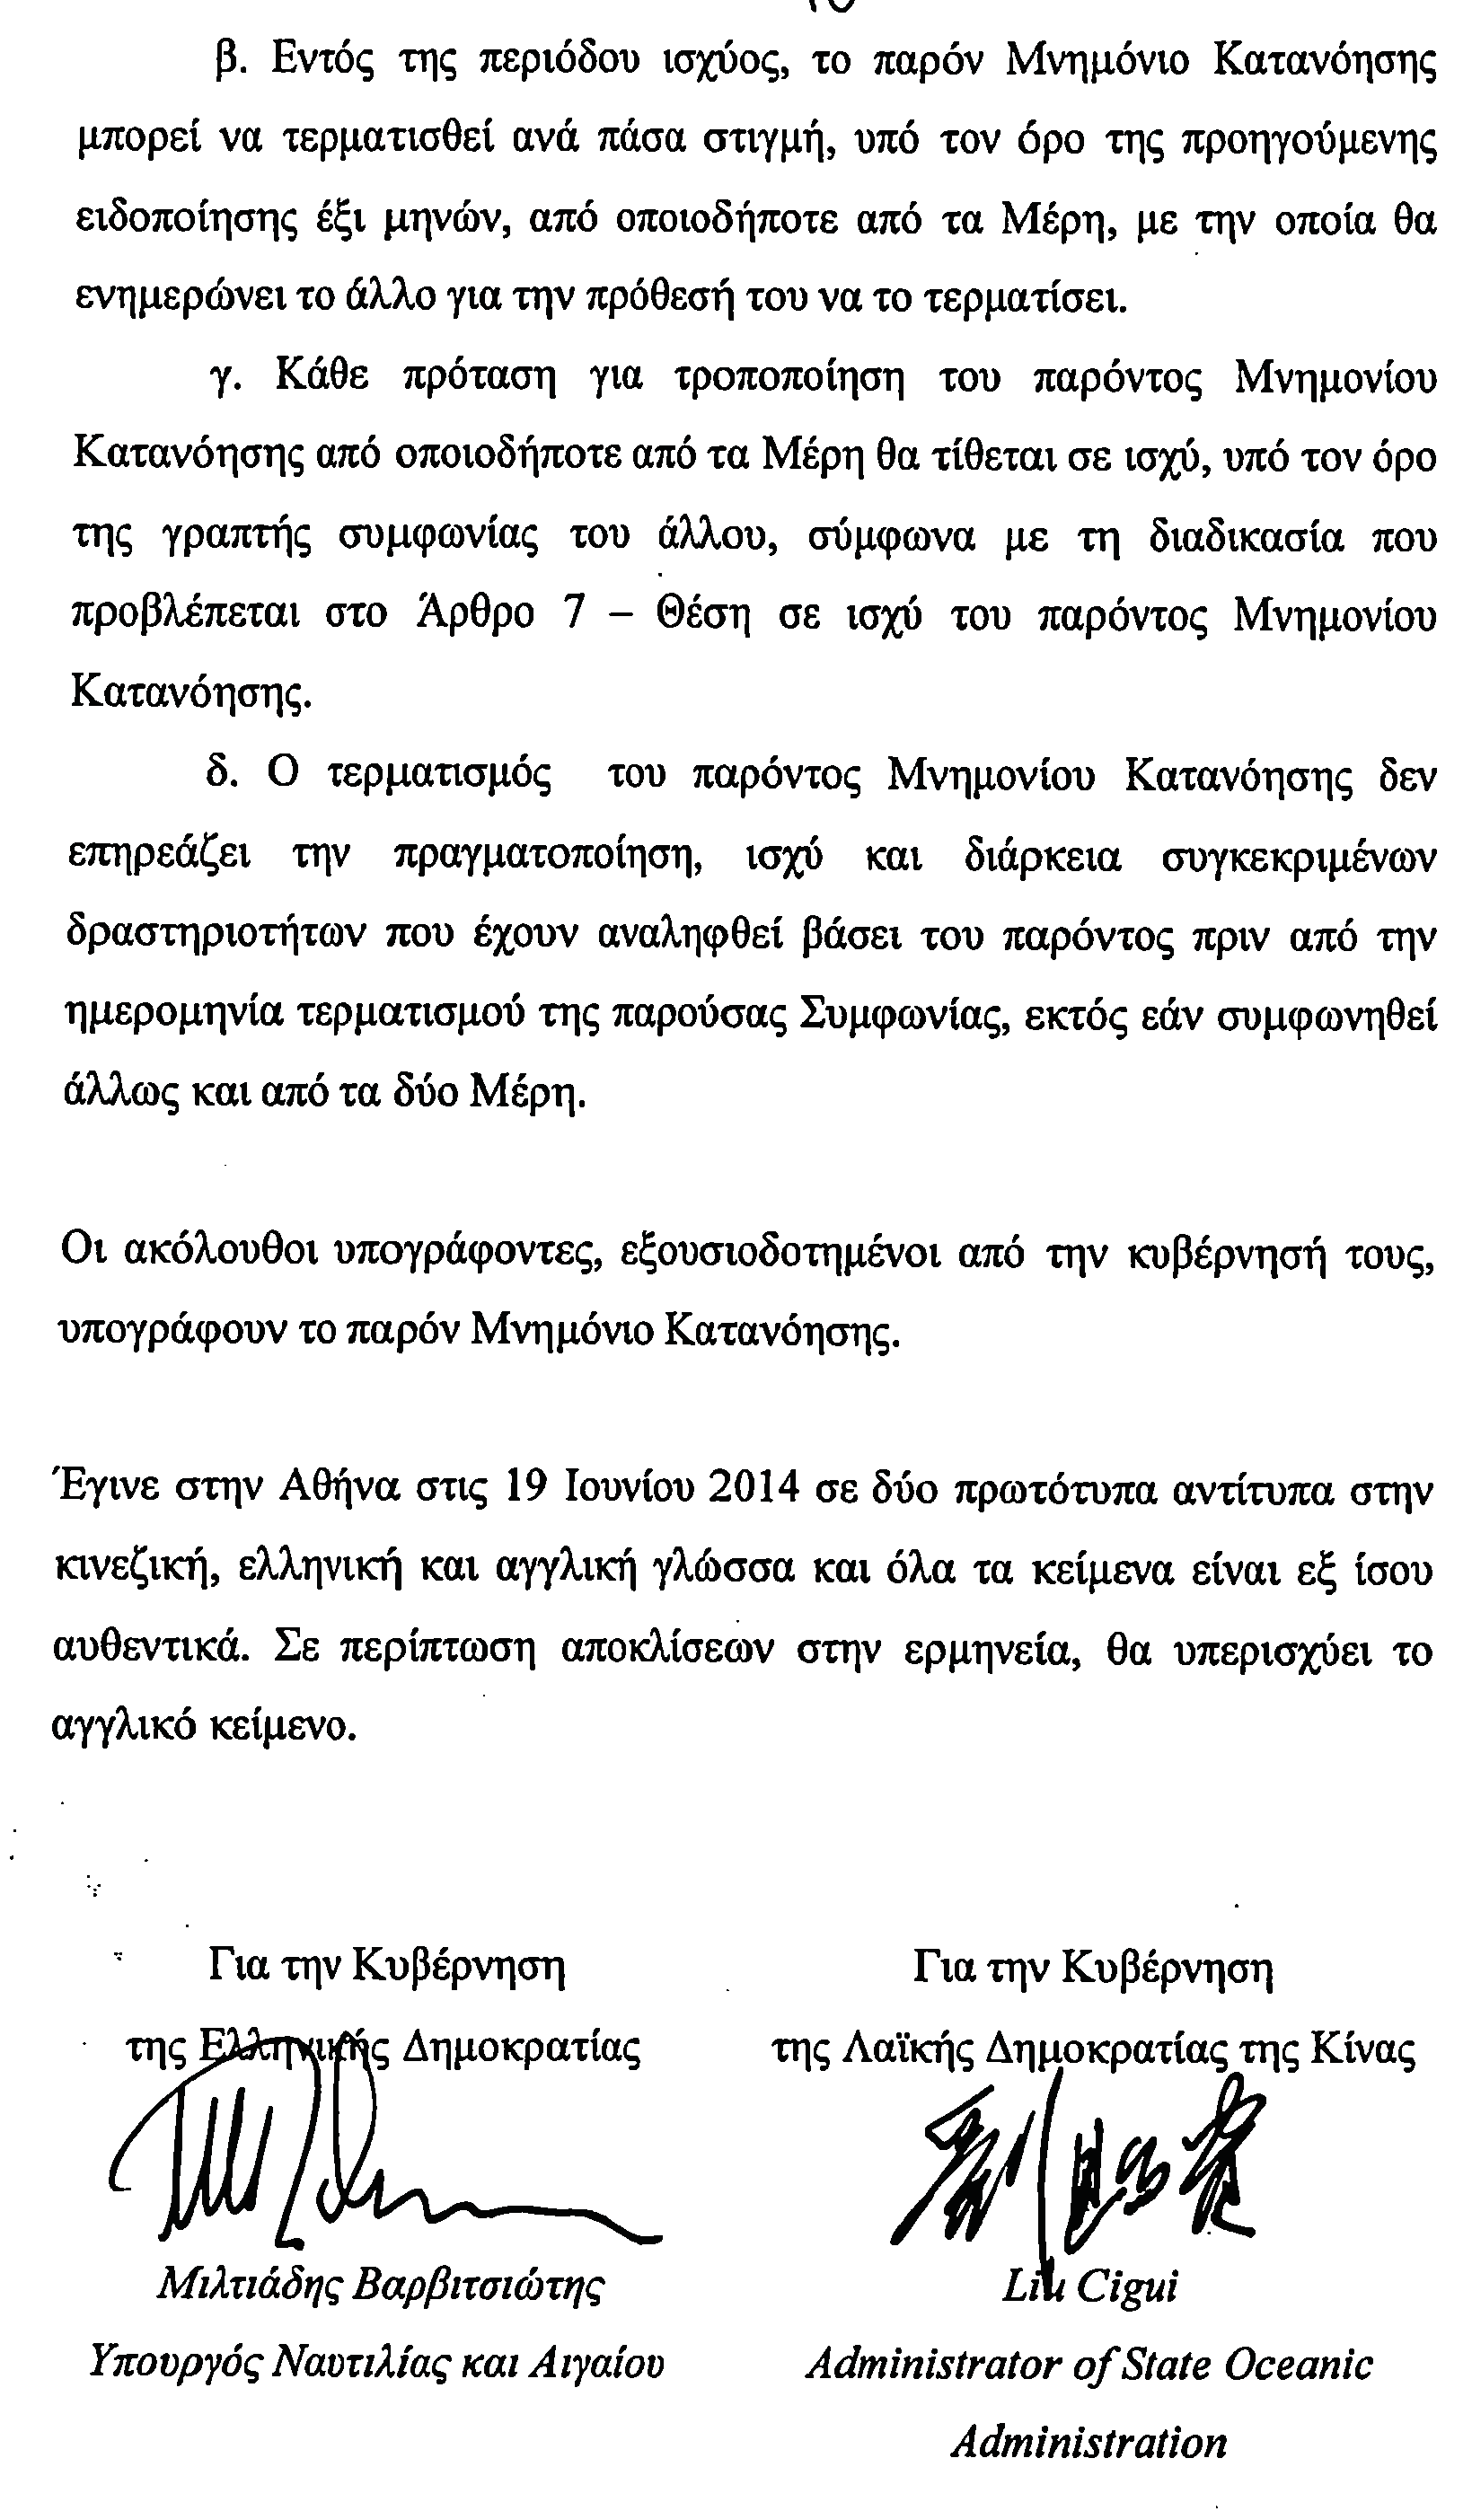 β. Εντός της περιόδου ισχύος, το παρόν Μνημόνιο Κατανόησης
μπορεί να τερματισθεί ανά πάσα στιγμή, υπό τον όρο της προηγούμενης
ειδοποίησης έξι μηνών, από οποιοδήποτε από τα Μέρη, με την οποία θα
ενημερώνει το άλλο για την πρόθεσή του να το τερματίσει.
γ. Κάθε πρόταση για τροποποίηση του παρόντος Μνημονίου
Κατανόησης από οποιοδήποτε από τα Μέρη θα τίθεται σε ισχύ, υπό τον όρο
της γραπτής συμφωνίας του άλλου, σύμφωνα με τη διαδικασία που
προβλέπεται στο Άρθρο 7 – Θέση σε ισχύ του παρόντος Μνημονίου
Κατανόησης.
δ. Ο τερματισμός του παρόντος Μνημονίου Κατανόησης δεν
επηρεάζει την πραγματοποίηση, ισχύ και διάρκεια συγκεκριμένων
δραστηριοτήτων που έχουν αναληφθεί βάσει του παρόντος πριν από την
ημερομηνία τερματισμού της παρούσας Συμφωνίας, εκτός εάν συμφωνηθεί
άλλως και από τα δύο Μέρη.
Οι ακόλουθοι υπογράφοντες, εξουσιοδοτημένοι από την κυβέρνησή τους,
υπογράφουν το παρόν Μνημόνιο Κατανόησης.
Έγινε στην Αθήνα στις 19 Ιουνίου 2014 σε δύο πρωτότυπα αντίτυπα στην
κινεζική, ελληνική και αγγλική γλώσσα και όλα τα κείμενα είναι εξ ίσου
αυθεντικά. Σε περίπτωση αποκλίσεων στην ερμηνεία, θα υπερισχύει το
αγγλικό κείμενο.
Για την Κυβέρνηση
της Ελληνικής Δημοκρατίας
Μιλτιάδης Βαρβιτσιώτης
Υπουργός Ναυτιλίας και Αιγαίου
Για την Κυβέρνηση
της Λαϊκής Δημοκρατίας της Κίνας
Liu Cigui
Administrator of State Oceanic
Administration